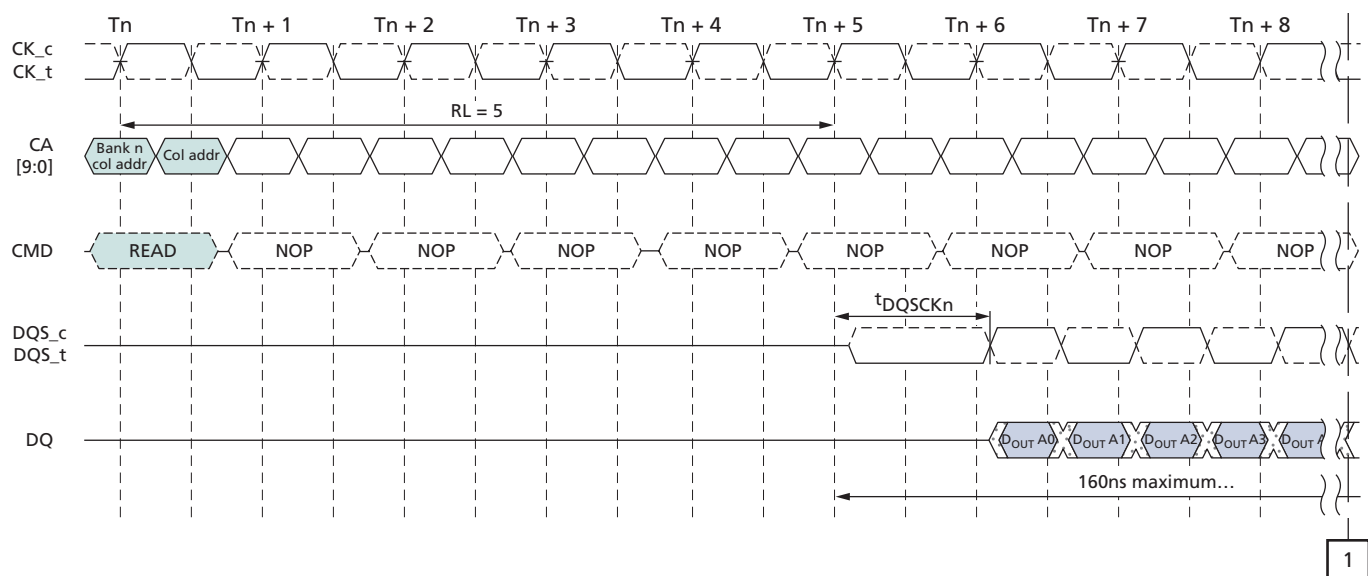 Tn Tn + 1 Tn + 2 Tn + 3 Tn + 4 Tn + 5 Tn + 6 Tn + 7 Tn + 8
CK_c
CK_t
RL = 5
CA
[9:0]
Bank n
col addr
Col addr
CMD
READ NOP NOP NOP NOP NOP NOP NOP NOP
tDQSCKn
DQS_c
DQS_t
DQ
DOUT A0 DOUT A1 DOUT A2 DOUT A3 DOUT
160ns maximum…
1